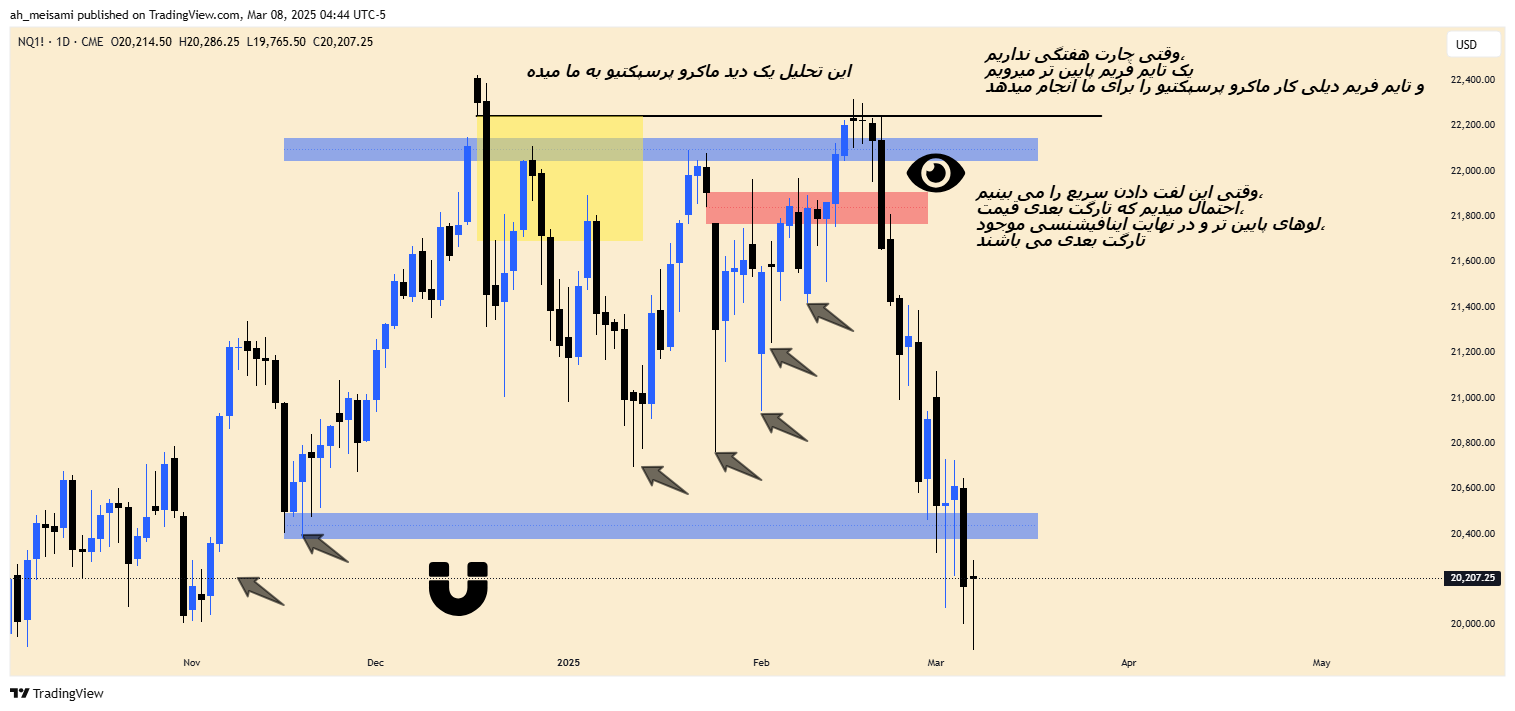 ah_meisami published on TradingView.com, Mar 08, 2025 04:44 UTC-5
NQ1! · 1D · CME O20,214.50 H20,286.25 L19,765.50 C20,207.25
USD
این تحلیل یک دید ماکرو پرسپکتیو به ما میده
وقتی چارت هفتگی نداریم،
یک تایم فریم پایین تر میرویم
و تایم فریم دیلی کار ماکرو پرسپکتیو را برای ما انجام میدهد
وقتی این لفت دادن سریع را می بینیم،
احتمال میدیم که تارگت بعدی قیمت،
لوهای پایین تر و در نهایت اینافیشنسی موجود،
تارگت بعدی می باشند
22,400.00
22,200.00
22,000.00
21,800.00
21,600.00
21,400.00
21,200.00
21,000.00
20,800.00
20,600.00
20,400.00
20,207.25
20,000.00
Nov Dec 2025 Feb Mar Apr May
TradingView